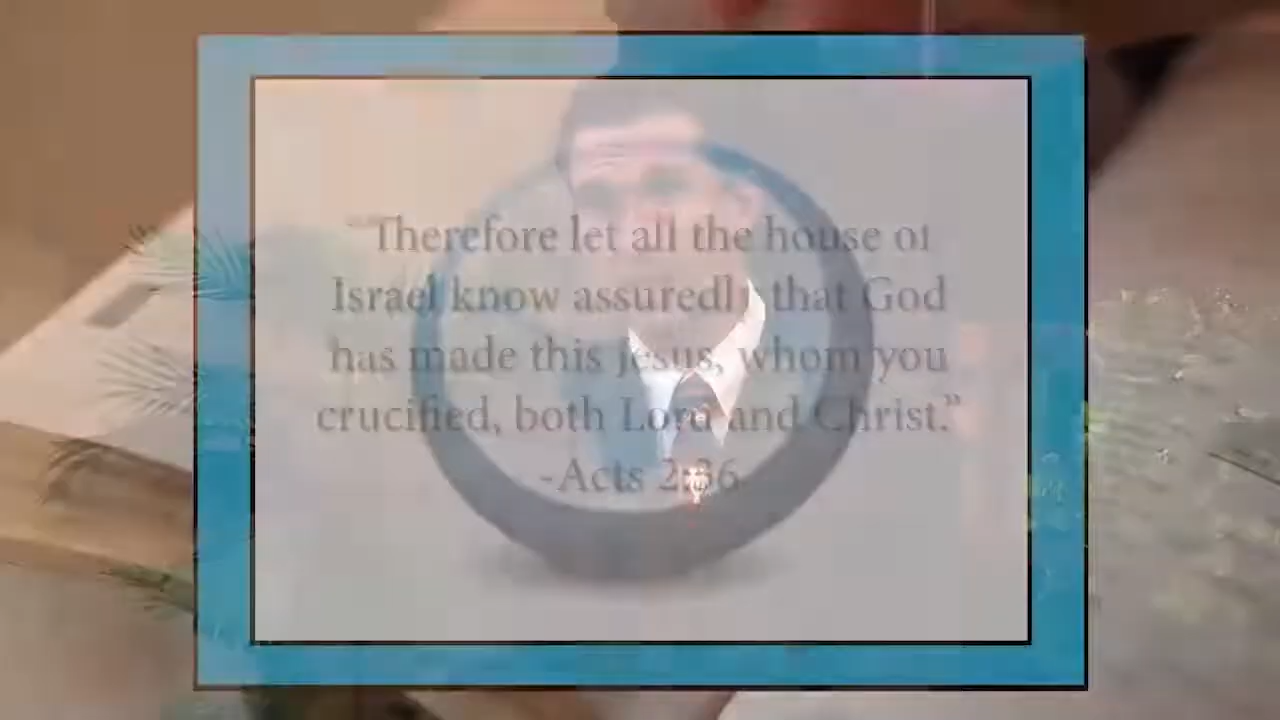 “Therefore let all the house of
Israel know assuredly that God
has made this Jesus, whom you
crucified, both Lord and Christ.”
-Acts 2:36